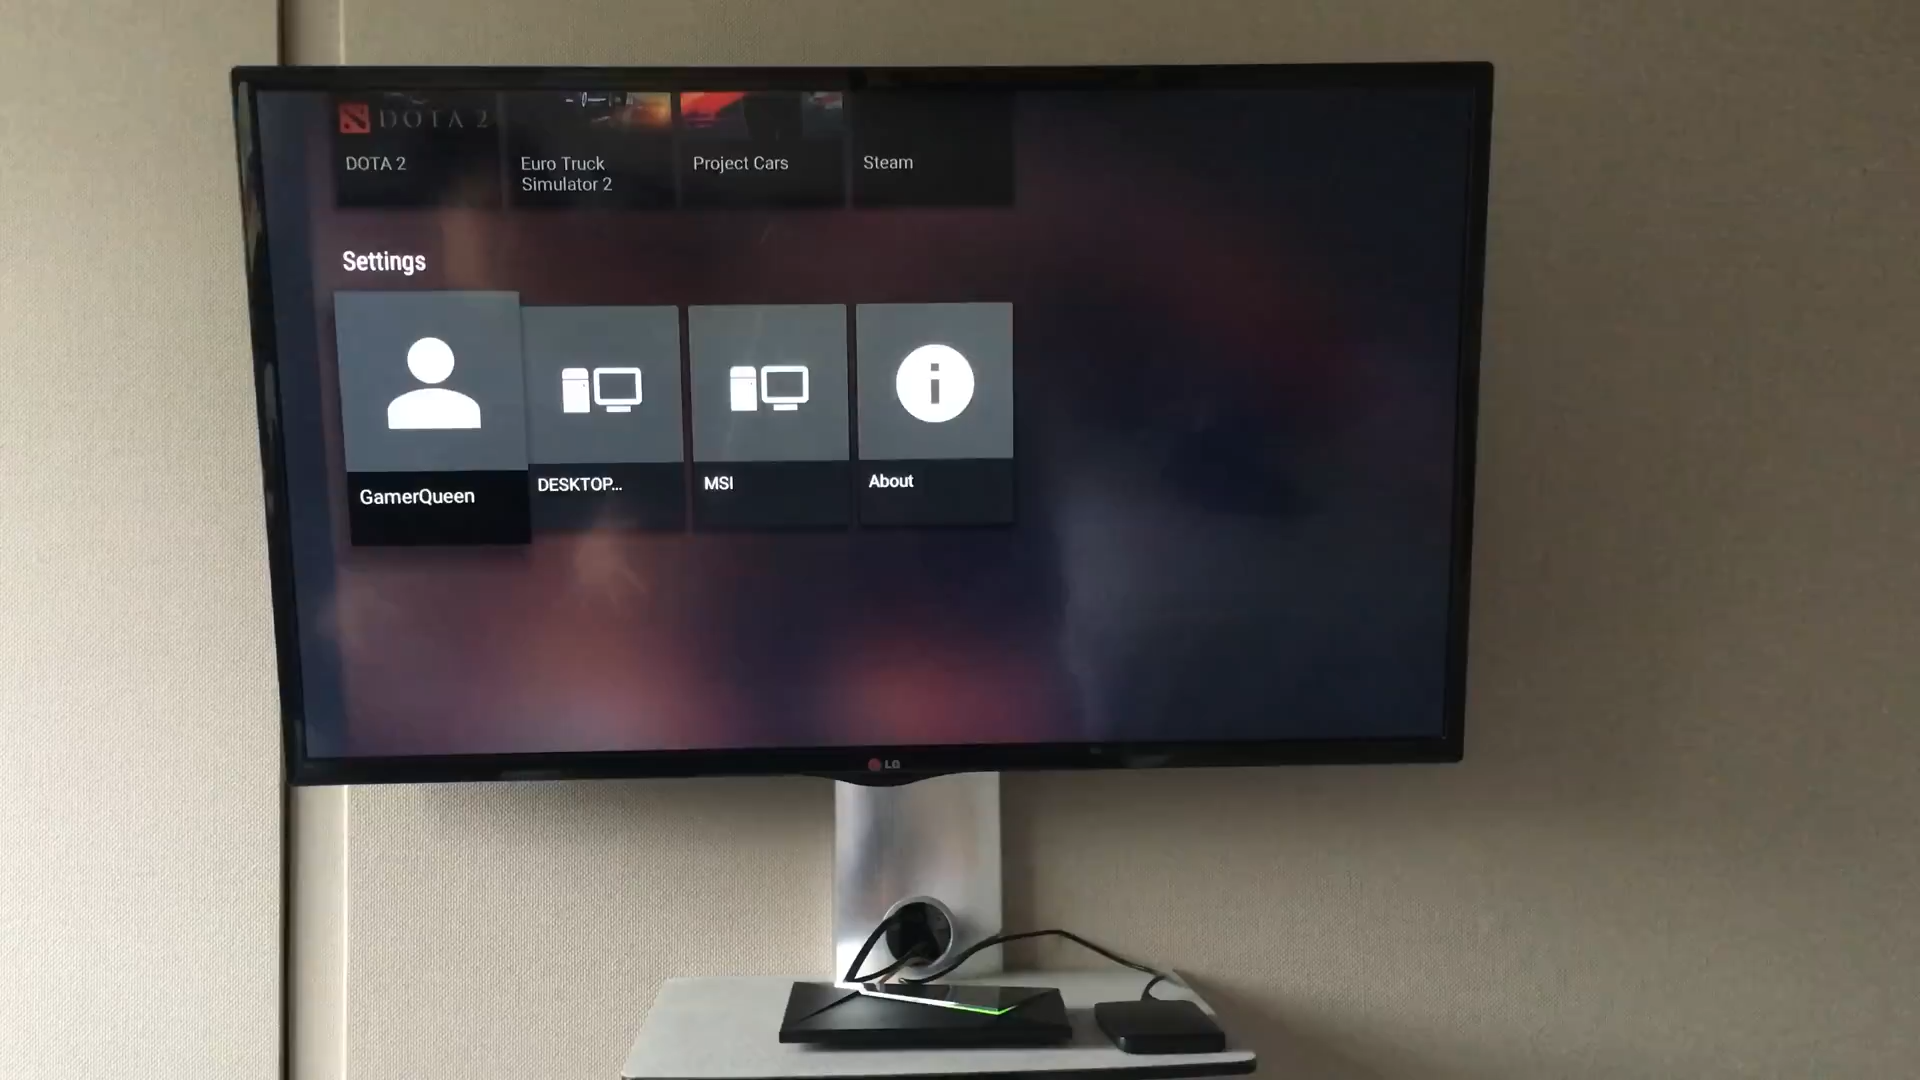 DOTA 2
DOTA 2
Euro Truck
Simulator 2
Project Cars
Steam
Settings
GamerQueen
DESKTOP...
MSI
About
LG